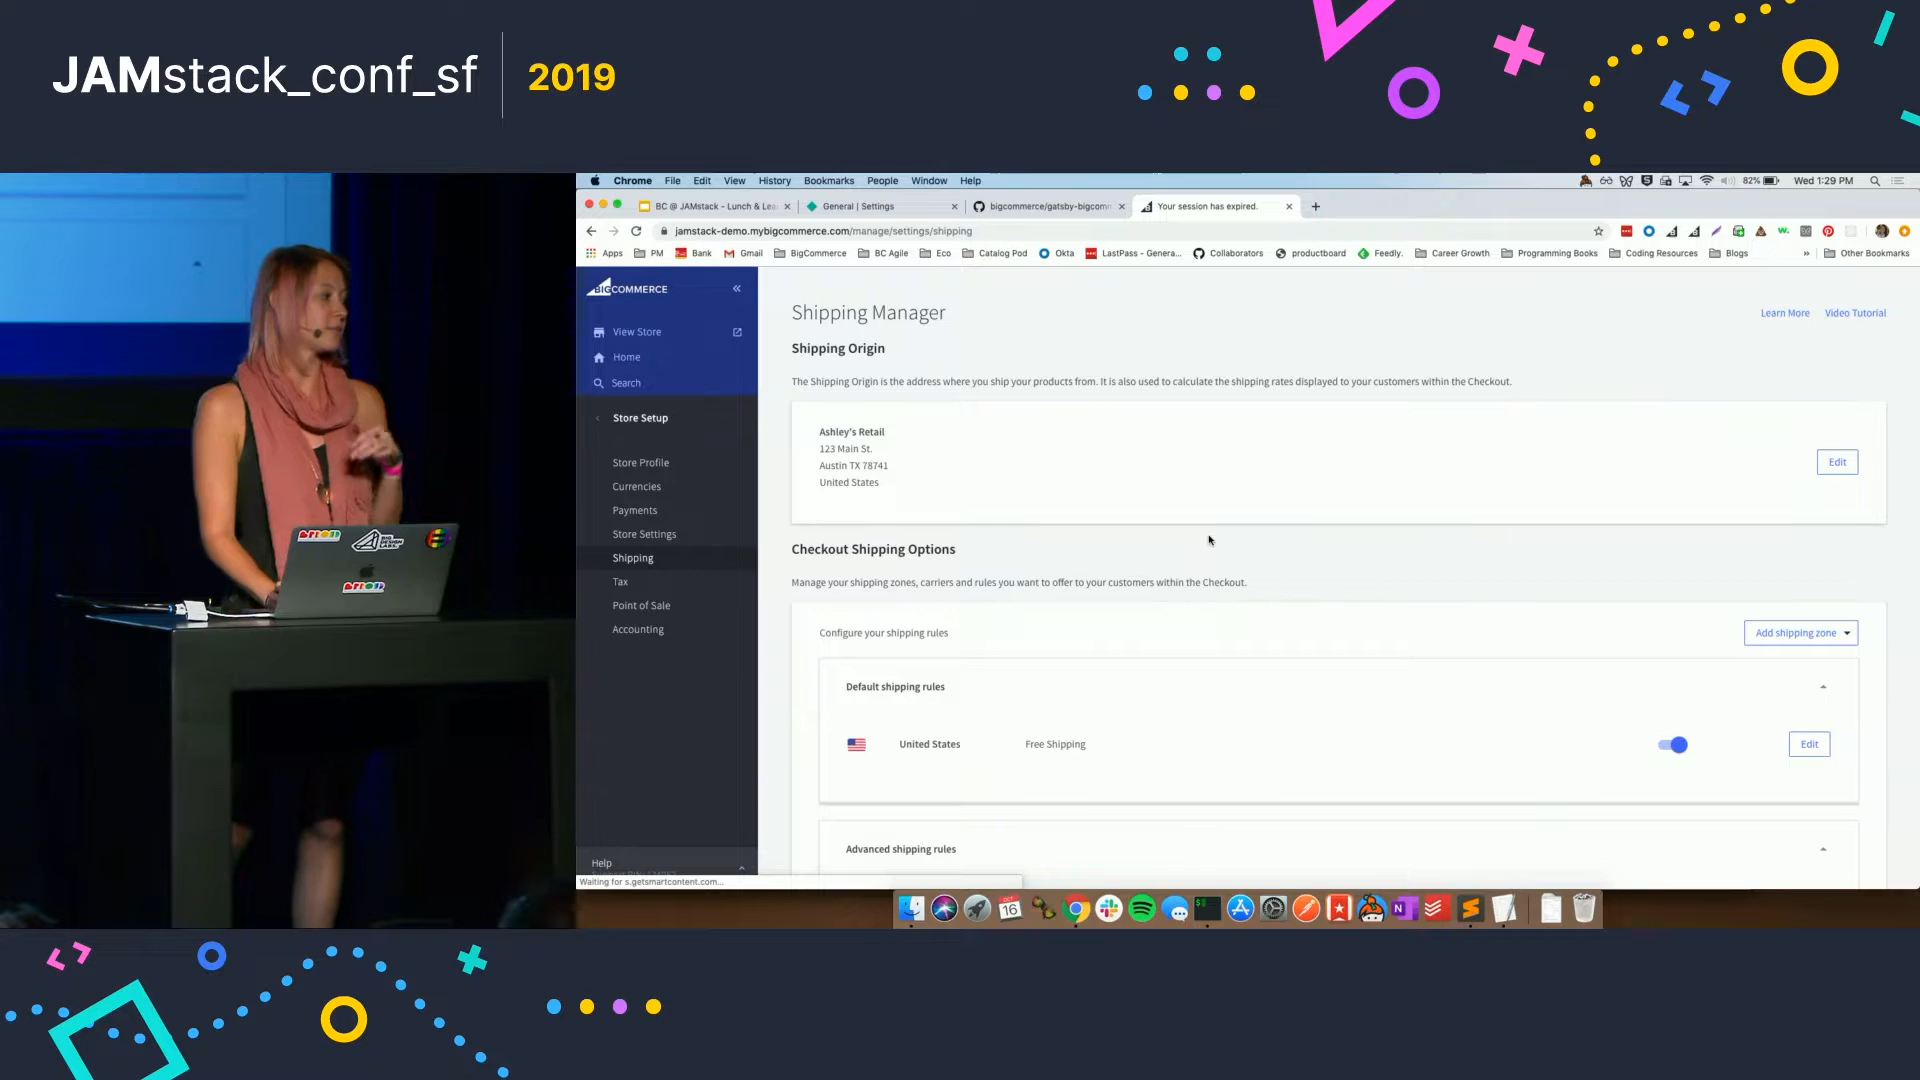 JAMstack_conf_sf
2019
Chrome File Edit View History Bookmarks People Window Help
82% Wed 1:29 PM
BC @ JAMstack - Lunch & Lea
General | Settings
bigcommerce/gatsby-bigcomm
Your session has expired.
jamstack-demo.mybigcommerce.com/manage/settings/shipping
Apps PM Bank Gmail BigCommerce BC Agile Eco Catalog Pod Okta LastPass - Genera... Collaborators productboard Feedly. Career Growth Programming Books Coding Resources Blogs » Other Bookmarks
BIGCOMMERCE
View Store
Home
Search
Store Setup
Store Profile
Currencies
Payments
Store Settings
Shipping
Tax
Point of Sale
Accounting
Help
Waiting for s.getsmartcontent.com...
Shipping Manager
Learn More Video Tutorial
Shipping Origin
The Shipping Origin is the address where you ship your products from. It is also used to calculate the shipping rates displayed to your customers within the Checkout.
Ashley's Retail
123 Main St.
Austin TX 78741
United States
Edit
Checkout Shipping Options
Manage your shipping zones, carriers and rules you want to offer to your customers within the Checkout.
Configure your shipping rules
Add shipping zone
Default shipping rules
United States Free Shipping
Edit
Advanced shipping rules
OCT
16
BIG DESIGN LABS